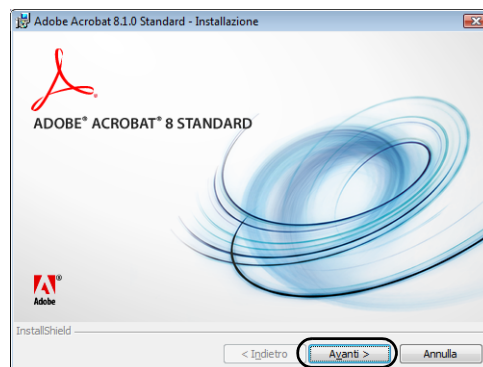 Adobe Acrobat 8.1.0 Standard - Installazione
ADOBE® ACROBAT® 8 STANDARD
Adobe®
InstallShield
< Indietro Avanti > Annulla